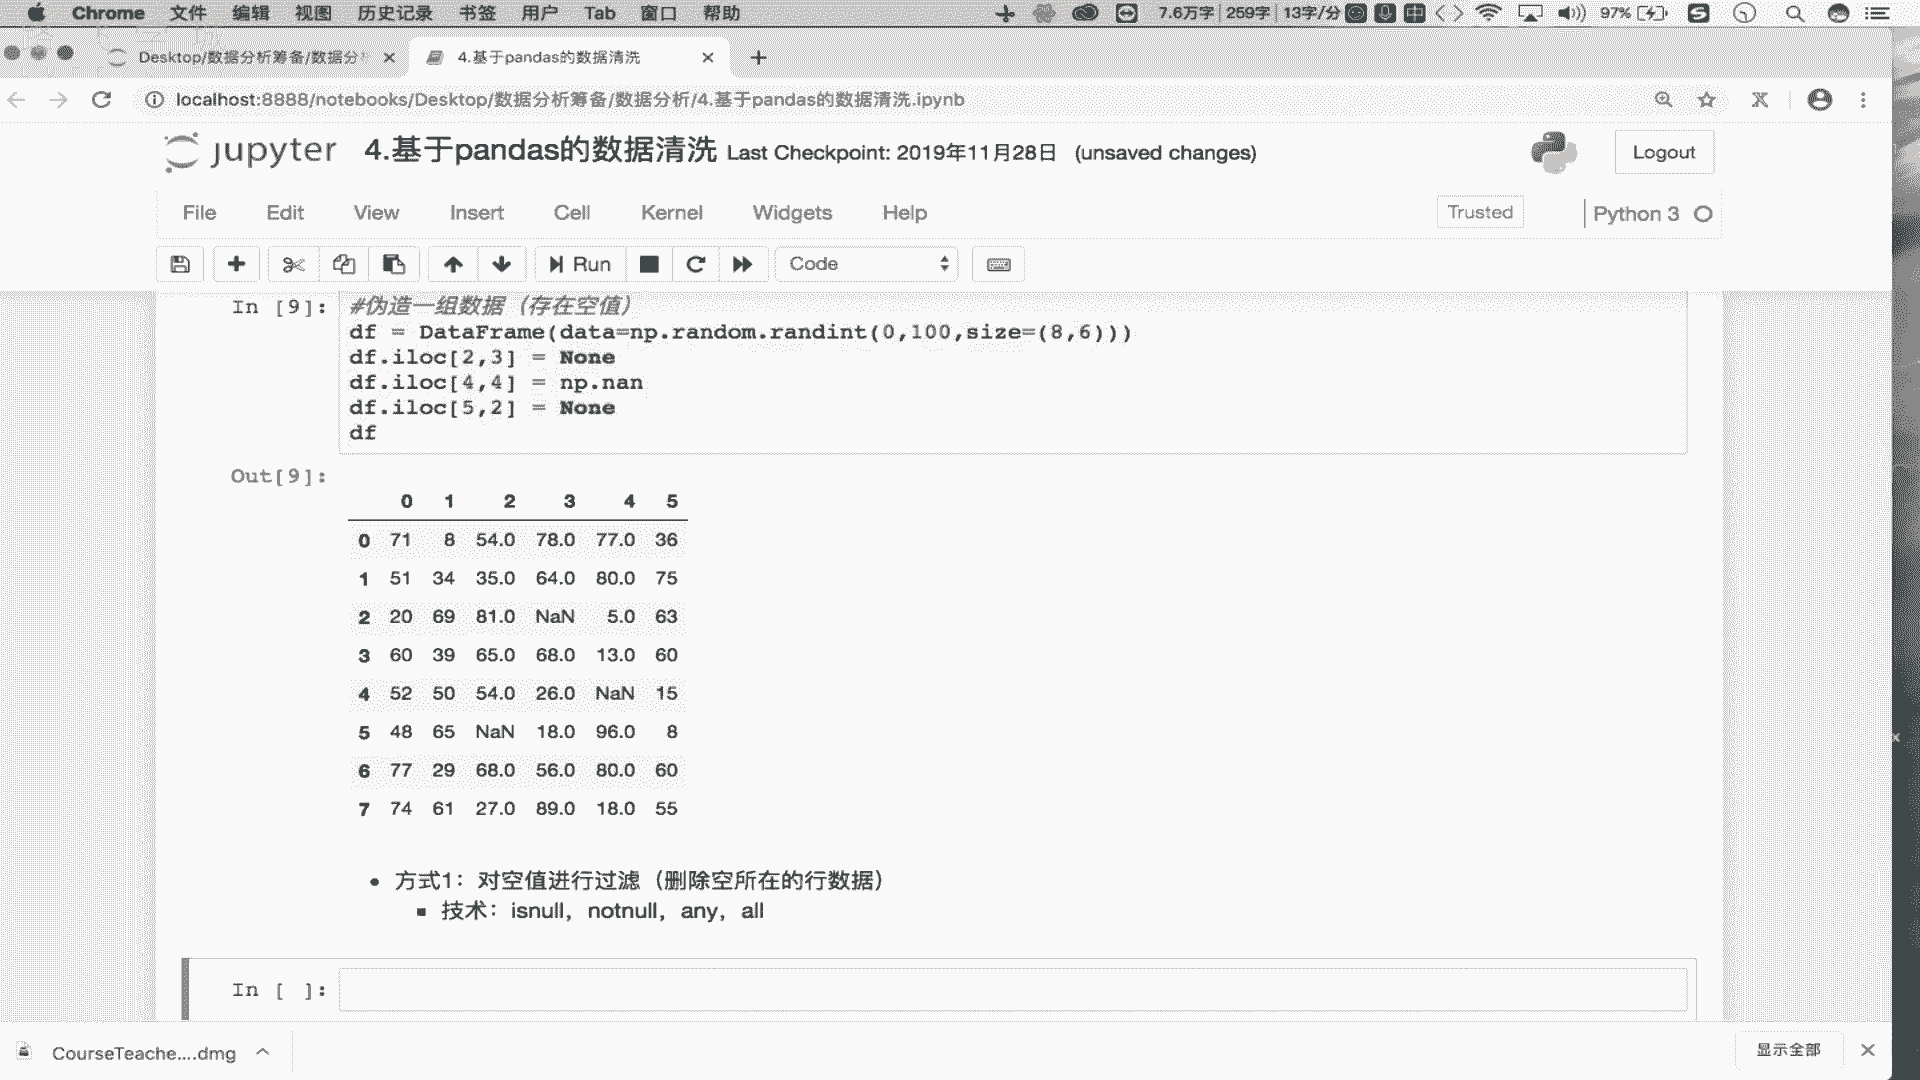 Chrome 文件 编辑 视图 历史记录 书签 用户 Tab 窗口 帮助 7.6万字 259字 13字/分 中 97%
Desktop/数据分析筹备/数据分 4.基于pandas的数据清洗
localhost:8888/notebooks/Desktop/数据分析筹备/数据分析/4.基于pandas的数据清洗.ipynb
jupyter 4.基于pandas的数据清洗 Last Checkpoint: 2019年11月28日 (unsaved changes) Logout
File Edit View Insert Cell Kernel Widgets Help Trusted Python 3
Run Code
In [9]: #伪造一组数据（存在空值）
df = DataFrame(data=np.random.randint(0,100,size=(8,6)))
df.iloc[2,3] = None
df.iloc[4,4] = np.nan
df.iloc[5,2] = None
df
Out[9]:
0 1 2 3 4 5
0 71 8 54.0 78.0 77.0 36
1 51 34 35.0 64.0 80.0 75
2 20 69 81.0 NaN 5.0 63
3 60 39 65.0 68.0 13.0 60
4 52 50 54.0 26.0 NaN 15
5 48 65 NaN 18.0 96.0 8
6 77 29 68.0 56.0 80.0 60
7 74 61 27.0 89.0 18.0 55
• 方式1：对空值进行过滤（删除空所在的行数据）
▪ 技术：isnull，notnull，any，all
In [ ]:
CourseTeache....dmg 显示全部